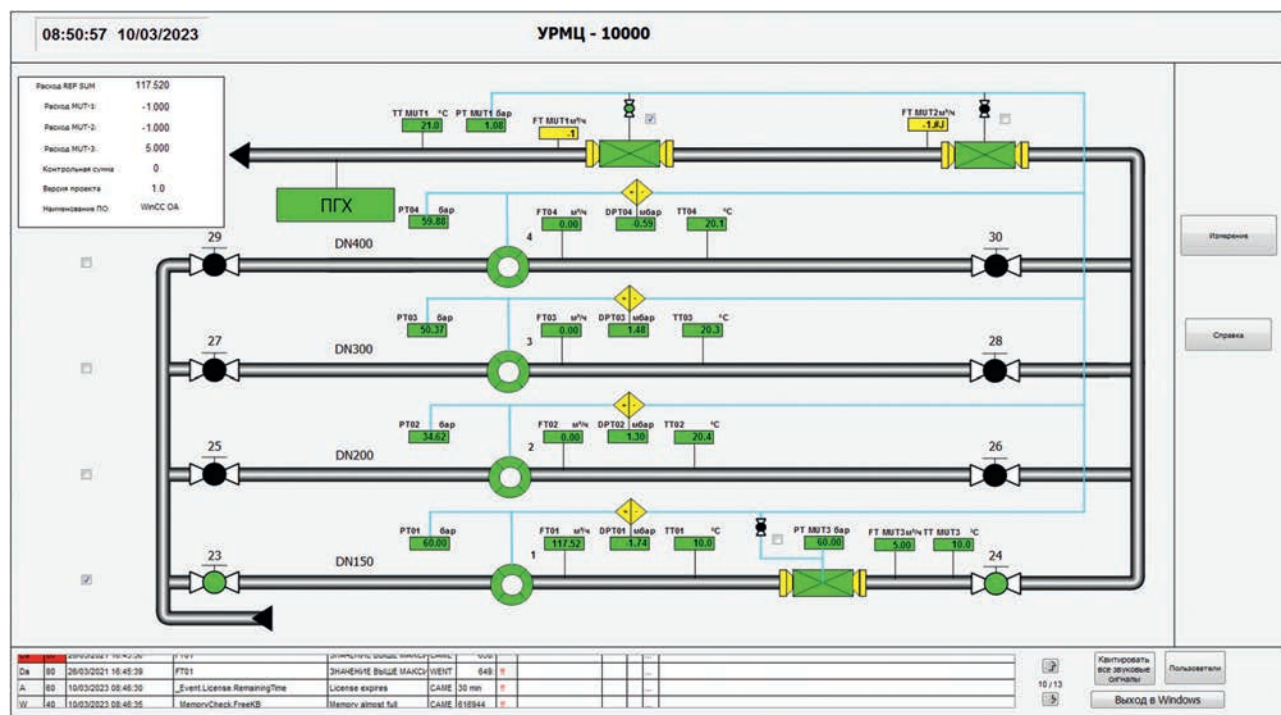 08:50:57 10/03/2023
УРМЦ - 10000
Расход REF SUM 117.520
Расход MUT-1: -1.000
Расход MUT-2: -1.000
Расход MUT-3: 5.000
Контрольная сумма 0
Версия проекта 1.0
Наименование ПО: WinCC OA
TT MUT1 °C PT MUT1 бар FT MUT1м³/ч FT MUT2м³/ч
21.0 1.08 -1
ПГХ
PT04 бар 4 FT04 м³/ч DPT04 мбар TT04 °C
59.88 0.00 -0.59 20.1
29 DN400 30
PT03 бар 3 FT03 м³/ч DPT03 мбар TT03 °C
50.37 0.00 1.48 20.3
27 DN300 28
PT02 бар 2 FT02 м³/ч DPT02 мбар TT02 °C
34.62 0.00 1.30 20.4
25 DN200 26
PT01 бар 1 FT01 м³/ч DPT01 мбар TT01 °C PT MUT3 бар FT MUT3м³/ч TT MUT3 °C
60.00 117.52 -1.74 10.0 60.00 5.00 10.0
23 DN150 24
Измерение
Справка
Da 80 26/03/2021 16:45:39 FT01 ЗНАЧЕНИЕ ВЫШЕ МАКСИ WENT 649. !!
A 60 10/03/2023 08:46:30 _Event.License.RemainingTime License expires CAME 30 min !!
W 40 10/03/2023 08:46:35 _MemoryCheck.FreeKB Memory almost full CAME 616944 !!
10 / 13
Квитировать
все звуковые
сигналы
Пользователи
Выход в Windows